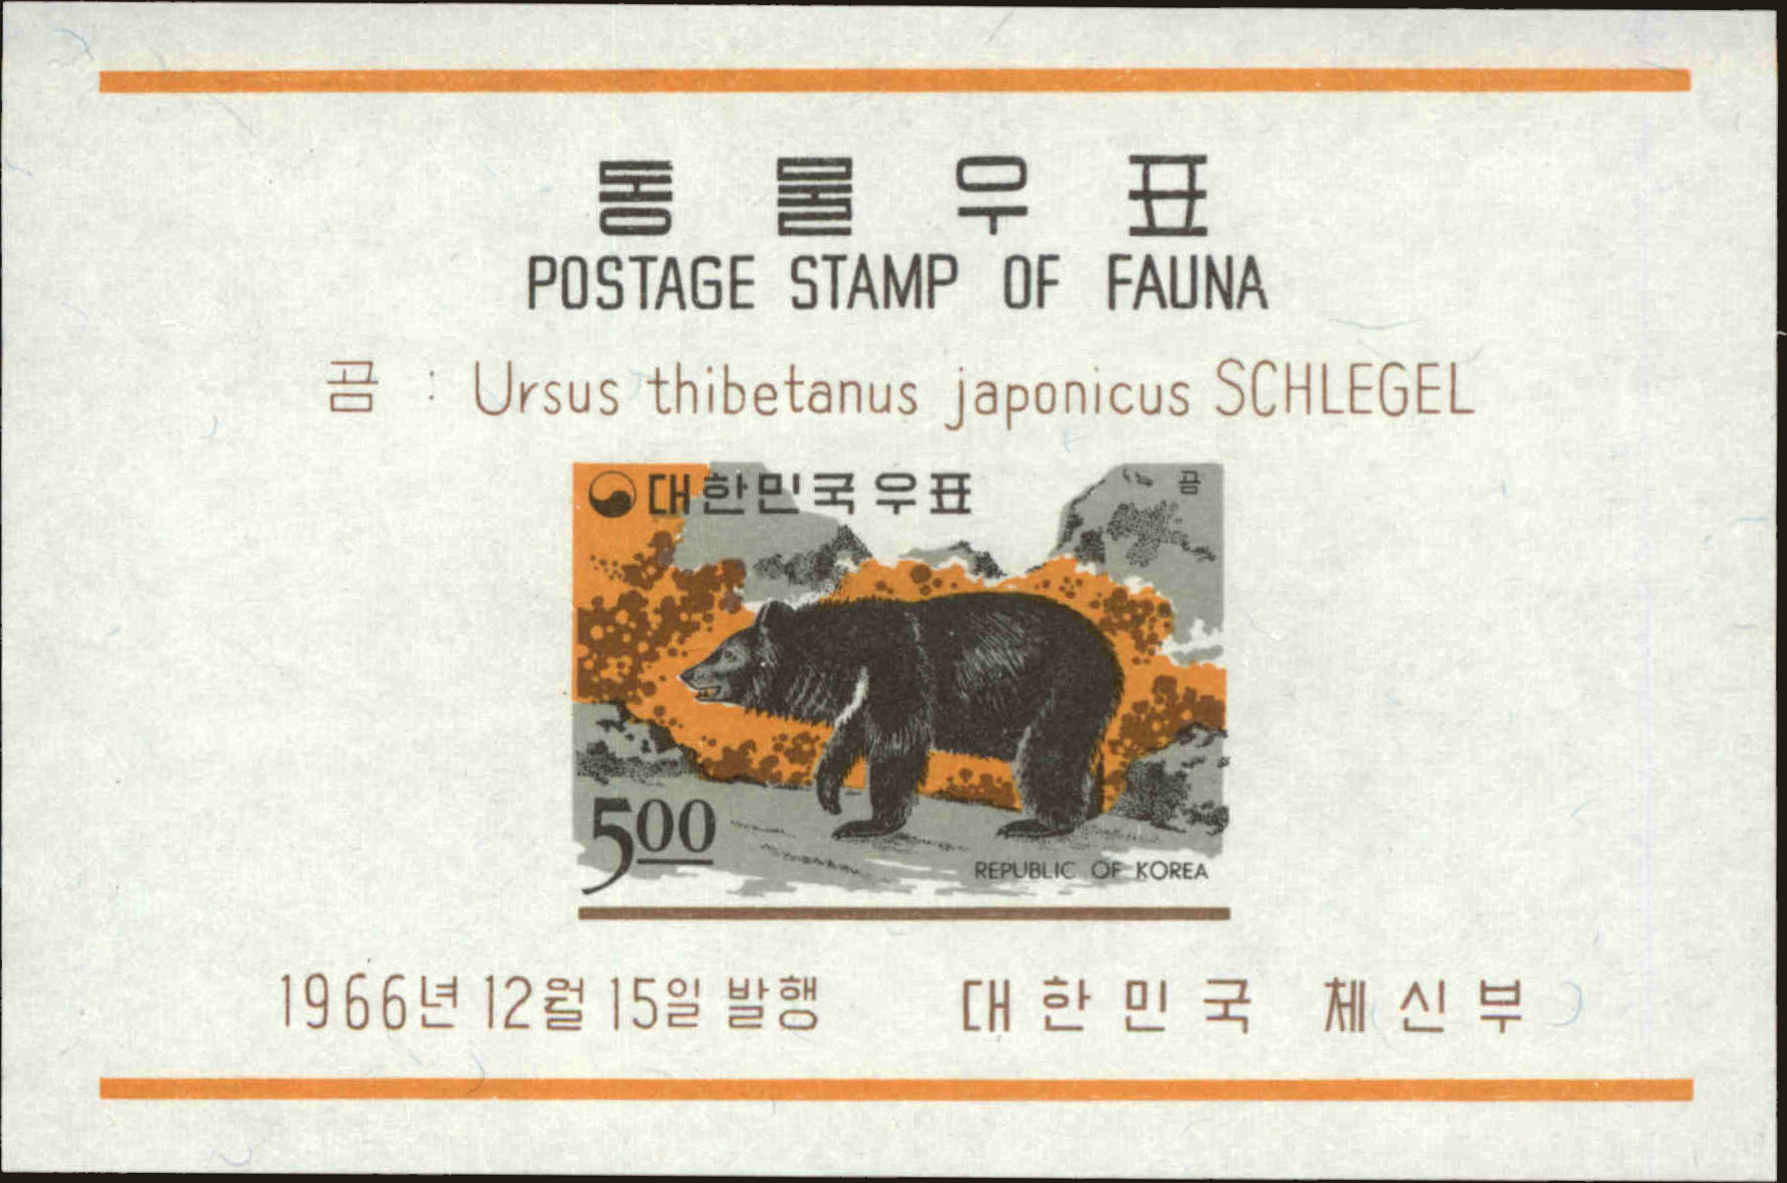 동물우표
POSTAGE STAMP OF FAUNA
곰 : Ursus thibetanus japonicus SCHLEGEL
대한민국우표
곰
500
REPUBLIC OF KOREA
1966년 12월 15일 발행 대한민국 체신부